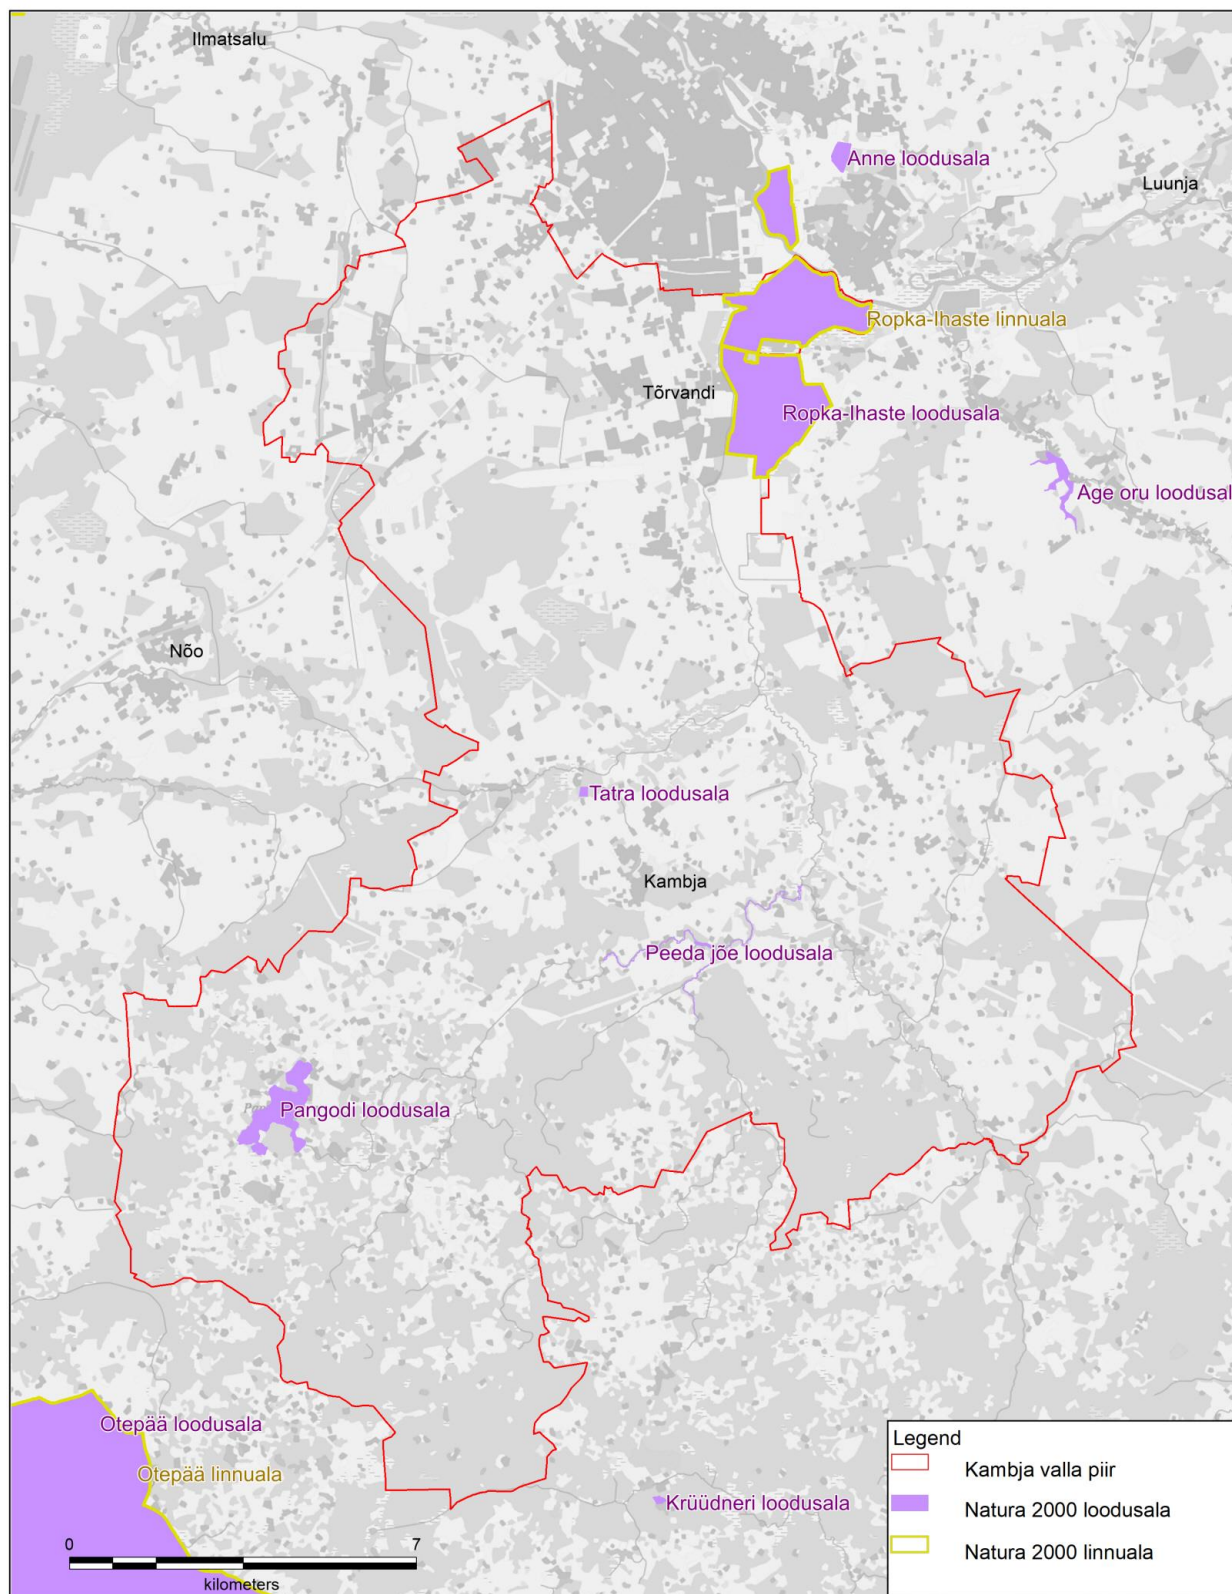 Ilmatsalu
Anne loodusala
Luunja
Ropka-Ihaste linnuala
Tõrvandi
Ropka-Ihaste loodusala
Age oru loodusal
Nõo
Tatra loodusala
Kambja
Peeda jõe loodusala
Pangodi loodusala
Otepää loodusala
Otepää linnuala
Krüüdneri loodusala
Legend
Kambja valla piir
Natura 2000 loodusala
Natura 2000 linnuala
0 7
kilometers